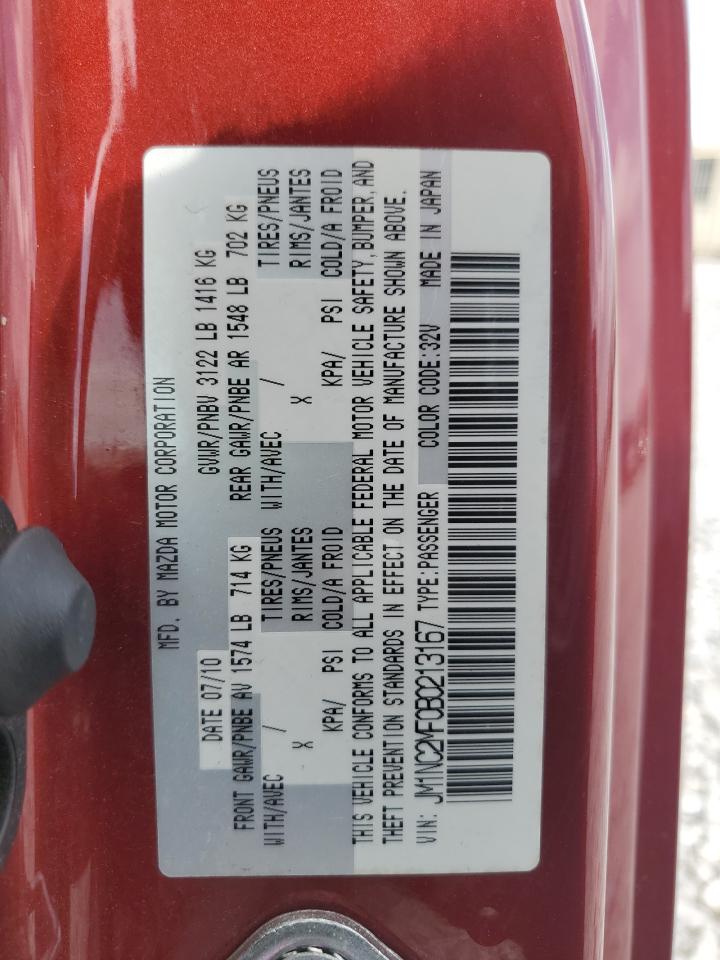 MFD. BY MAZDA MOTOR CORPORATION
DATE 07/10 GVWR/PNBV 3122 LB 1416 KG
FRONT GAWR/PNBE AV 1574 LB 714 KG REAR GAWR/PNBE AR 1548 LB 702 KG
WITH/AVEC / TIRES/PNEUS WITH/AVEC / TIRES/PNEUS
X RIMS/JANTES X RIMS/JANTES
KPA/ PSI COLD/A FROID KPA/ PSI COLD/A FROID
THIS VEHICLE CONFORMS TO ALL APPLICABLE FEDERAL MOTOR VEHICLE SAFETY, BUMPER, AND
THEFT PREVENTION STANDARDS IN EFFECT ON THE DATE OF MANUFACTURE SHOWN ABOVE.
VIN: JM1NC2MF0B0213167 TYPE:PASSENGER COLOR CODE:32V MADE IN JAPAN